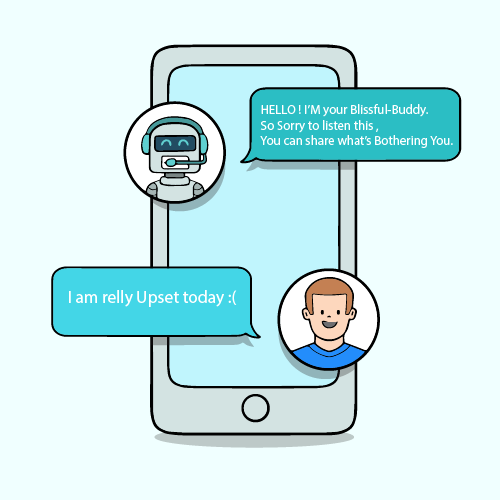 HELLO ! I'M your Blissful-Buddy.
So Sorry to listen this ,
You can share what's Bothering You.
I am relly Upset today :(